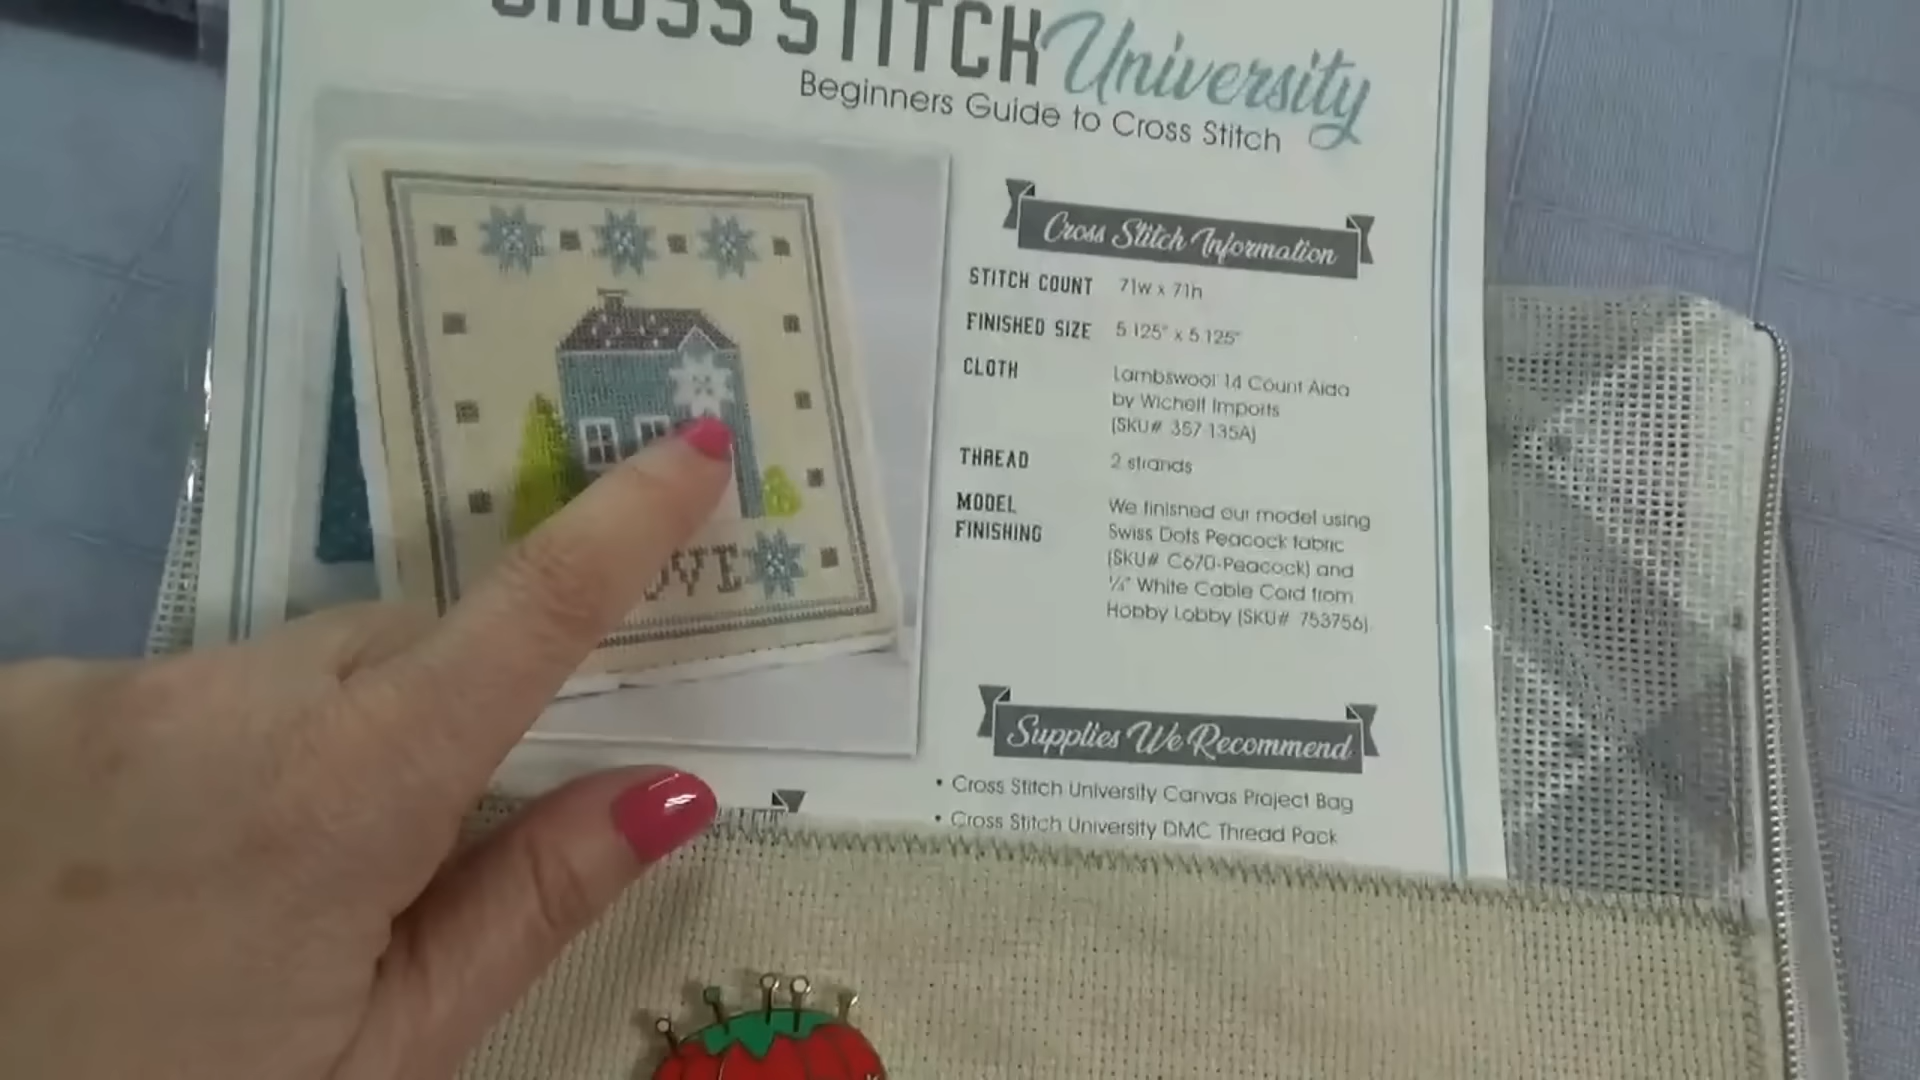 CROSS STITCH University
Beginners Guide to Cross Stitch
Cross Stitch Information
STITCH COUNT 71w x 71h
FINISHED SIZE 5.125" x 5.125"
CLOTH Lambswool 14 Count Aida
by Wichelt Imports
(SKU# 357 135A)
THREAD 2 strands
MODEL FINISHING We finished our model using
Swiss Dots Peacock fabric
(SKU# C670-Peacock) and
¼" White Cable Cord from
Hobby Lobby (SKU# 753756).
Supplies We Recommend
• Cross Stitch University Canvas Project Bag
• Cross Stitch University DMC Thread Pack